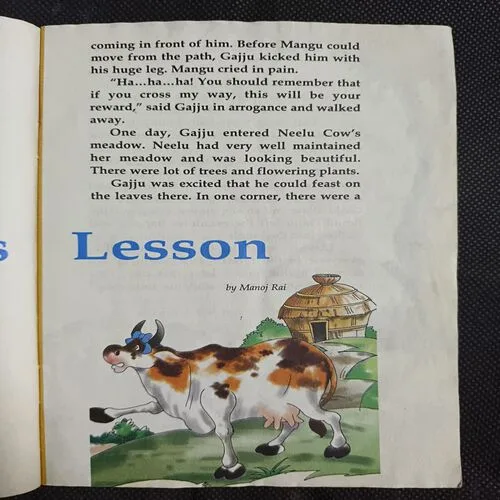 coming in front of him. Before Mangu could
move from the path, Gajju kicked him with
his huge leg. Mangu cried in pain.
"Ha...ha...ha! You should remember that
if you cross my way, this will be your
reward," said Gajju in arrogance and walked
away.
One day, Gajju entered Neelu Cow's
meadow. Neelu had very well maintained
her meadow and was looking beautiful.
There were lot of trees and flowering plants.
Gajju was excited that he could feast on
the leaves there. In one corner, there were a
s Lesson
by Manoj Rai